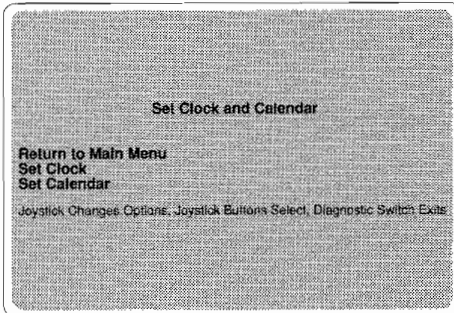 Set Clock and Calendar
Return to Main Menu
Set Clock
Set Calendar
Joystick Changes Options, Joystick Buttons Select, Diagnostic Switch Exits